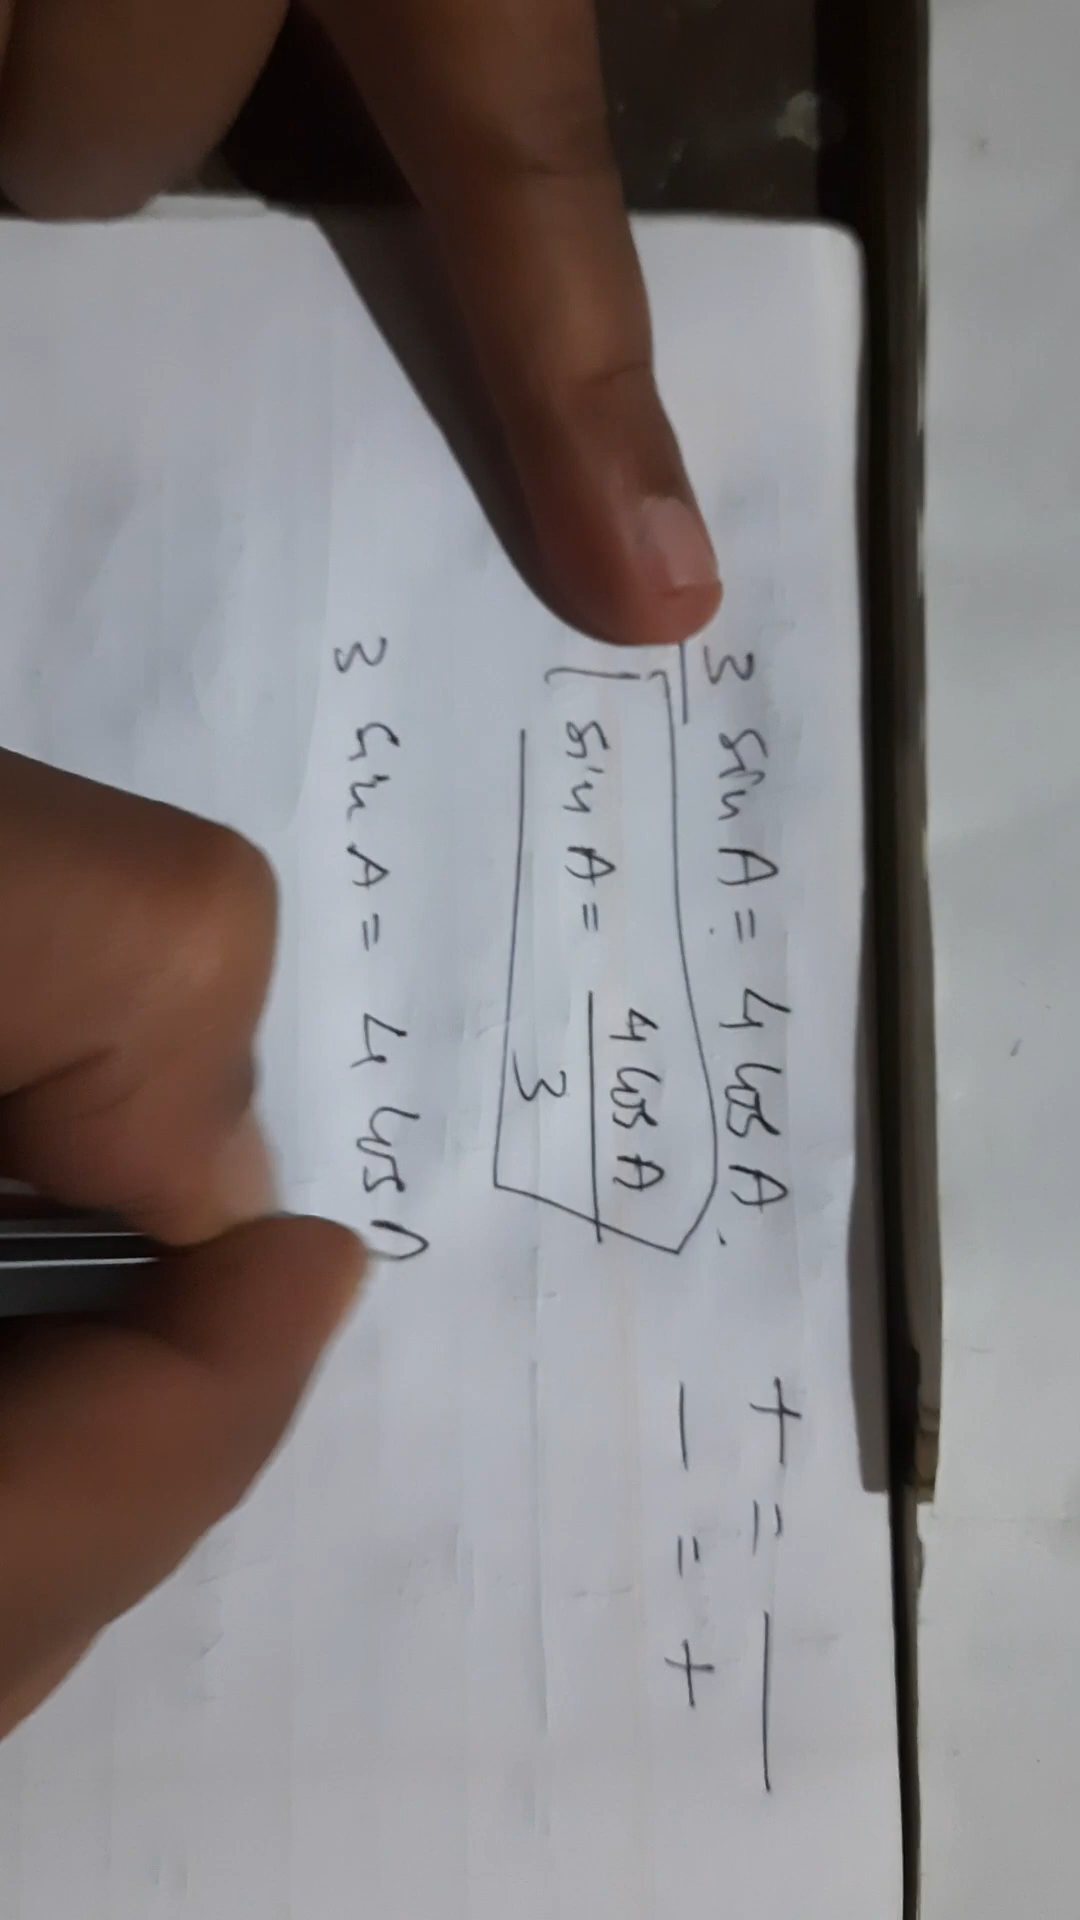 3 sin A = 4 cos A.
sin A = 4 cos A / 3
3 sin A = 4 cos A
+ = —
— = +